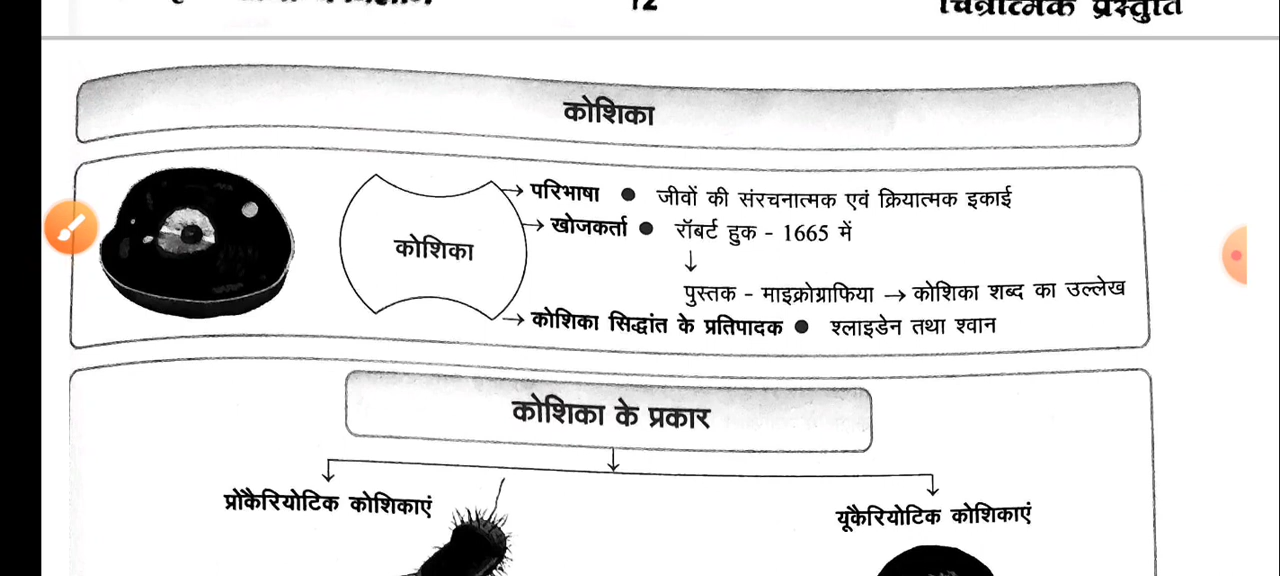 12
चित्रात्मक प्रस्तुति
कोशिका
कोशिका
→ परिभाषा ● जीवों की संरचनात्मक एवं क्रियात्मक इकाई
→ खोजकर्ता ● रॉबर्ट हुक - 1665 में
↓
पुस्तक - माइक्रोग्राफिया → कोशिका शब्द का उल्लेख
→ कोशिका सिद्धांत के प्रतिपादक ● श्लाइडेन तथा श्वान
कोशिका के प्रकार
प्रोकैरियोटिक कोशिकाएं
यूकैरियोटिक कोशिकाएं